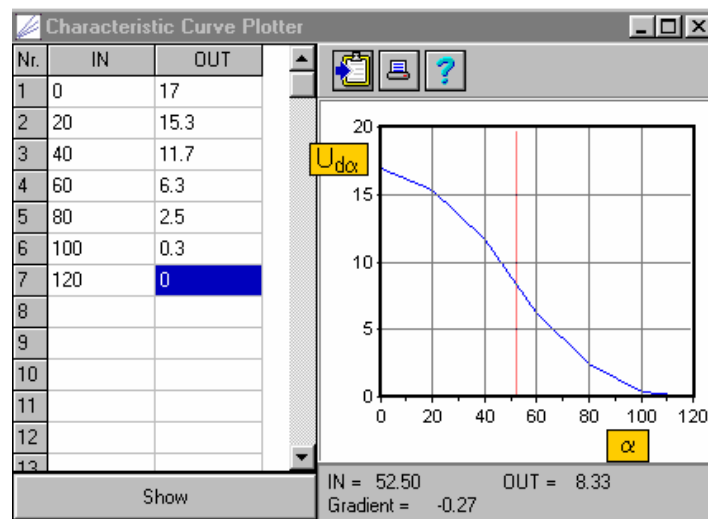 Characteristic Curve Plotter
Nr. IN OUT
1 0 17
2 20 15.3
3 40 11.7
4 60 6.3
5 80 2.5
6 100 0.3
7 120 0
8
9
10
11
12
13
Show
?
20
Udα
15
10
5
0
0 20 40 60 80 100 120
α
IN = 52.50 OUT = 8.33
Gradient = -0.27